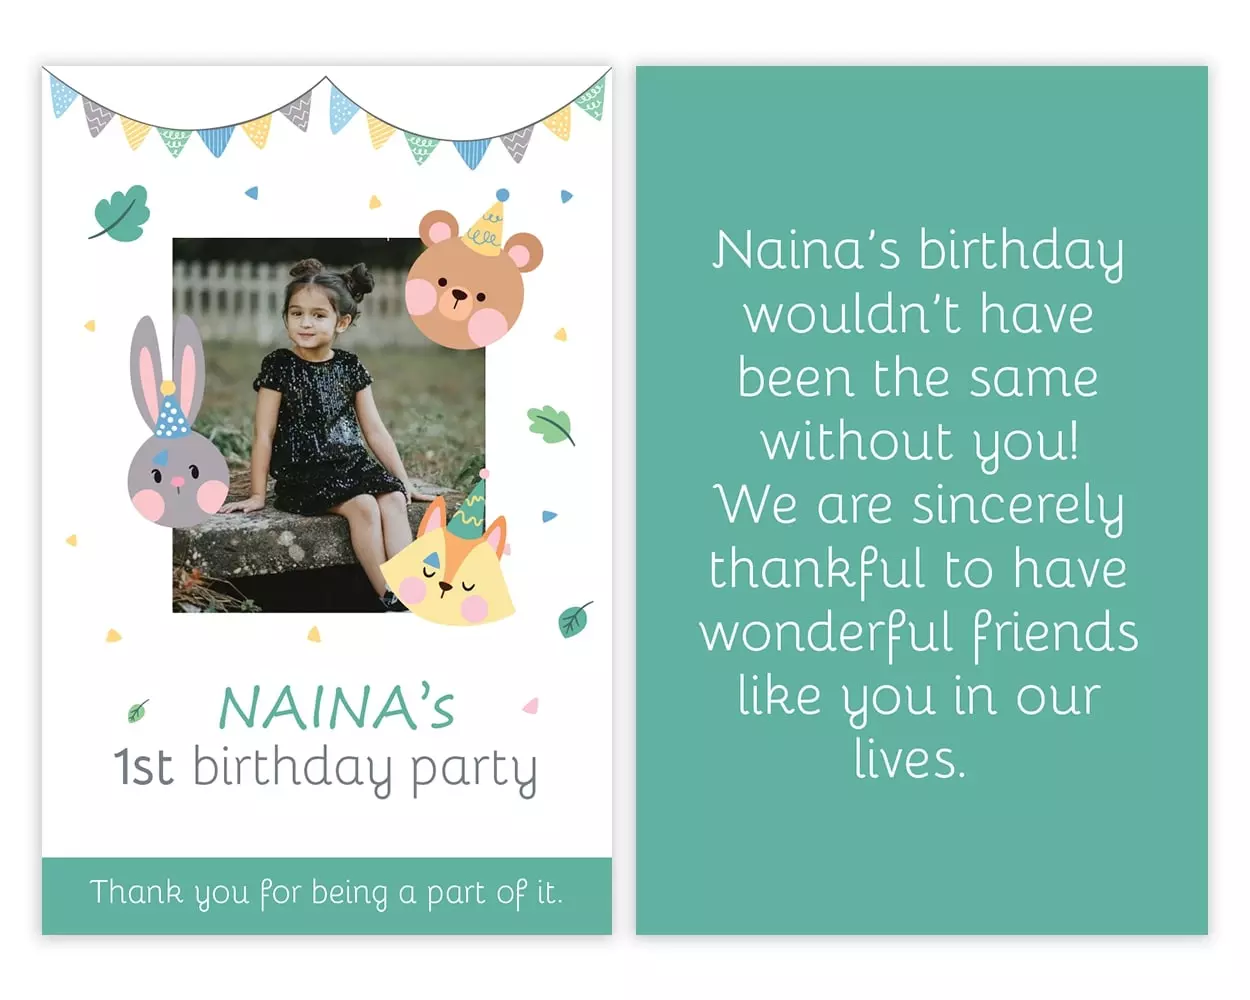 NAINA's
1st birthday party
Thank you for being a part of it.
Naina's birthday
wouldn't have
been the same
without you!
We are sincerely
thankful to have
wonderful friends
like you in our
lives.